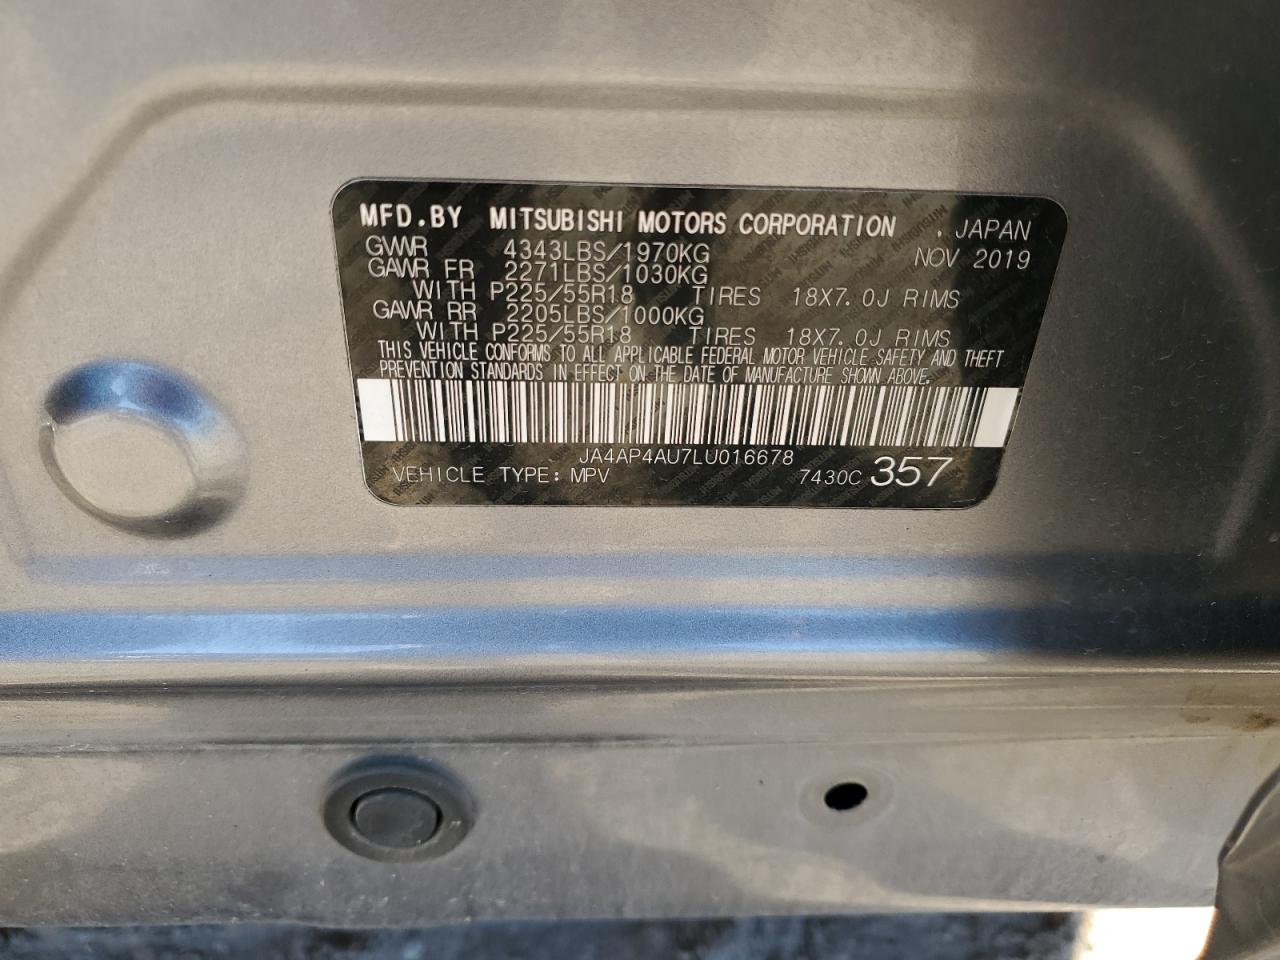 MFD.BY MITSUBISHI MOTORS CORPORATION . JAPAN
GVWR 4343LBS/1970KG NOV 2019
GAWR FR 2271LBS/1030KG
WITH P225/55R18 TIRES 18X7.0J RIMS
GAWR RR 2205LBS/1000KG
WITH P225/55R18 TIRES 18X7.0J RIMS
THIS VEHICLE CONFORMS TO ALL APPLICABLE FEDERAL MOTOR VEHICLE SAFETY AND THEFT
PREVENTION STANDARDS IN EFFECT ON THE DATE OF MANUFACTURE SHOWN ABOVE.
JA4AP4AU7LU016678
VEHICLE TYPE: MPV 7430C 357